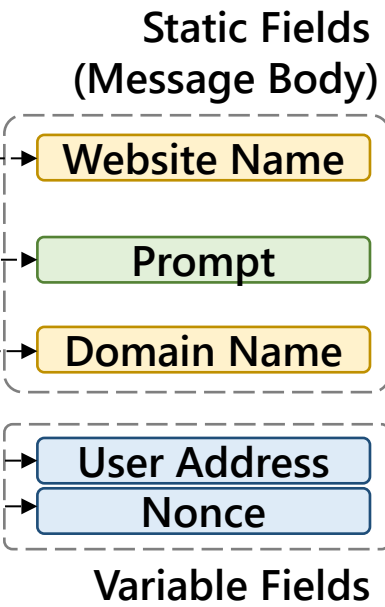 Static Fields
(Message Body)
Website Name
Prompt
Domain Name
User Address
Nonce
Variable Fields